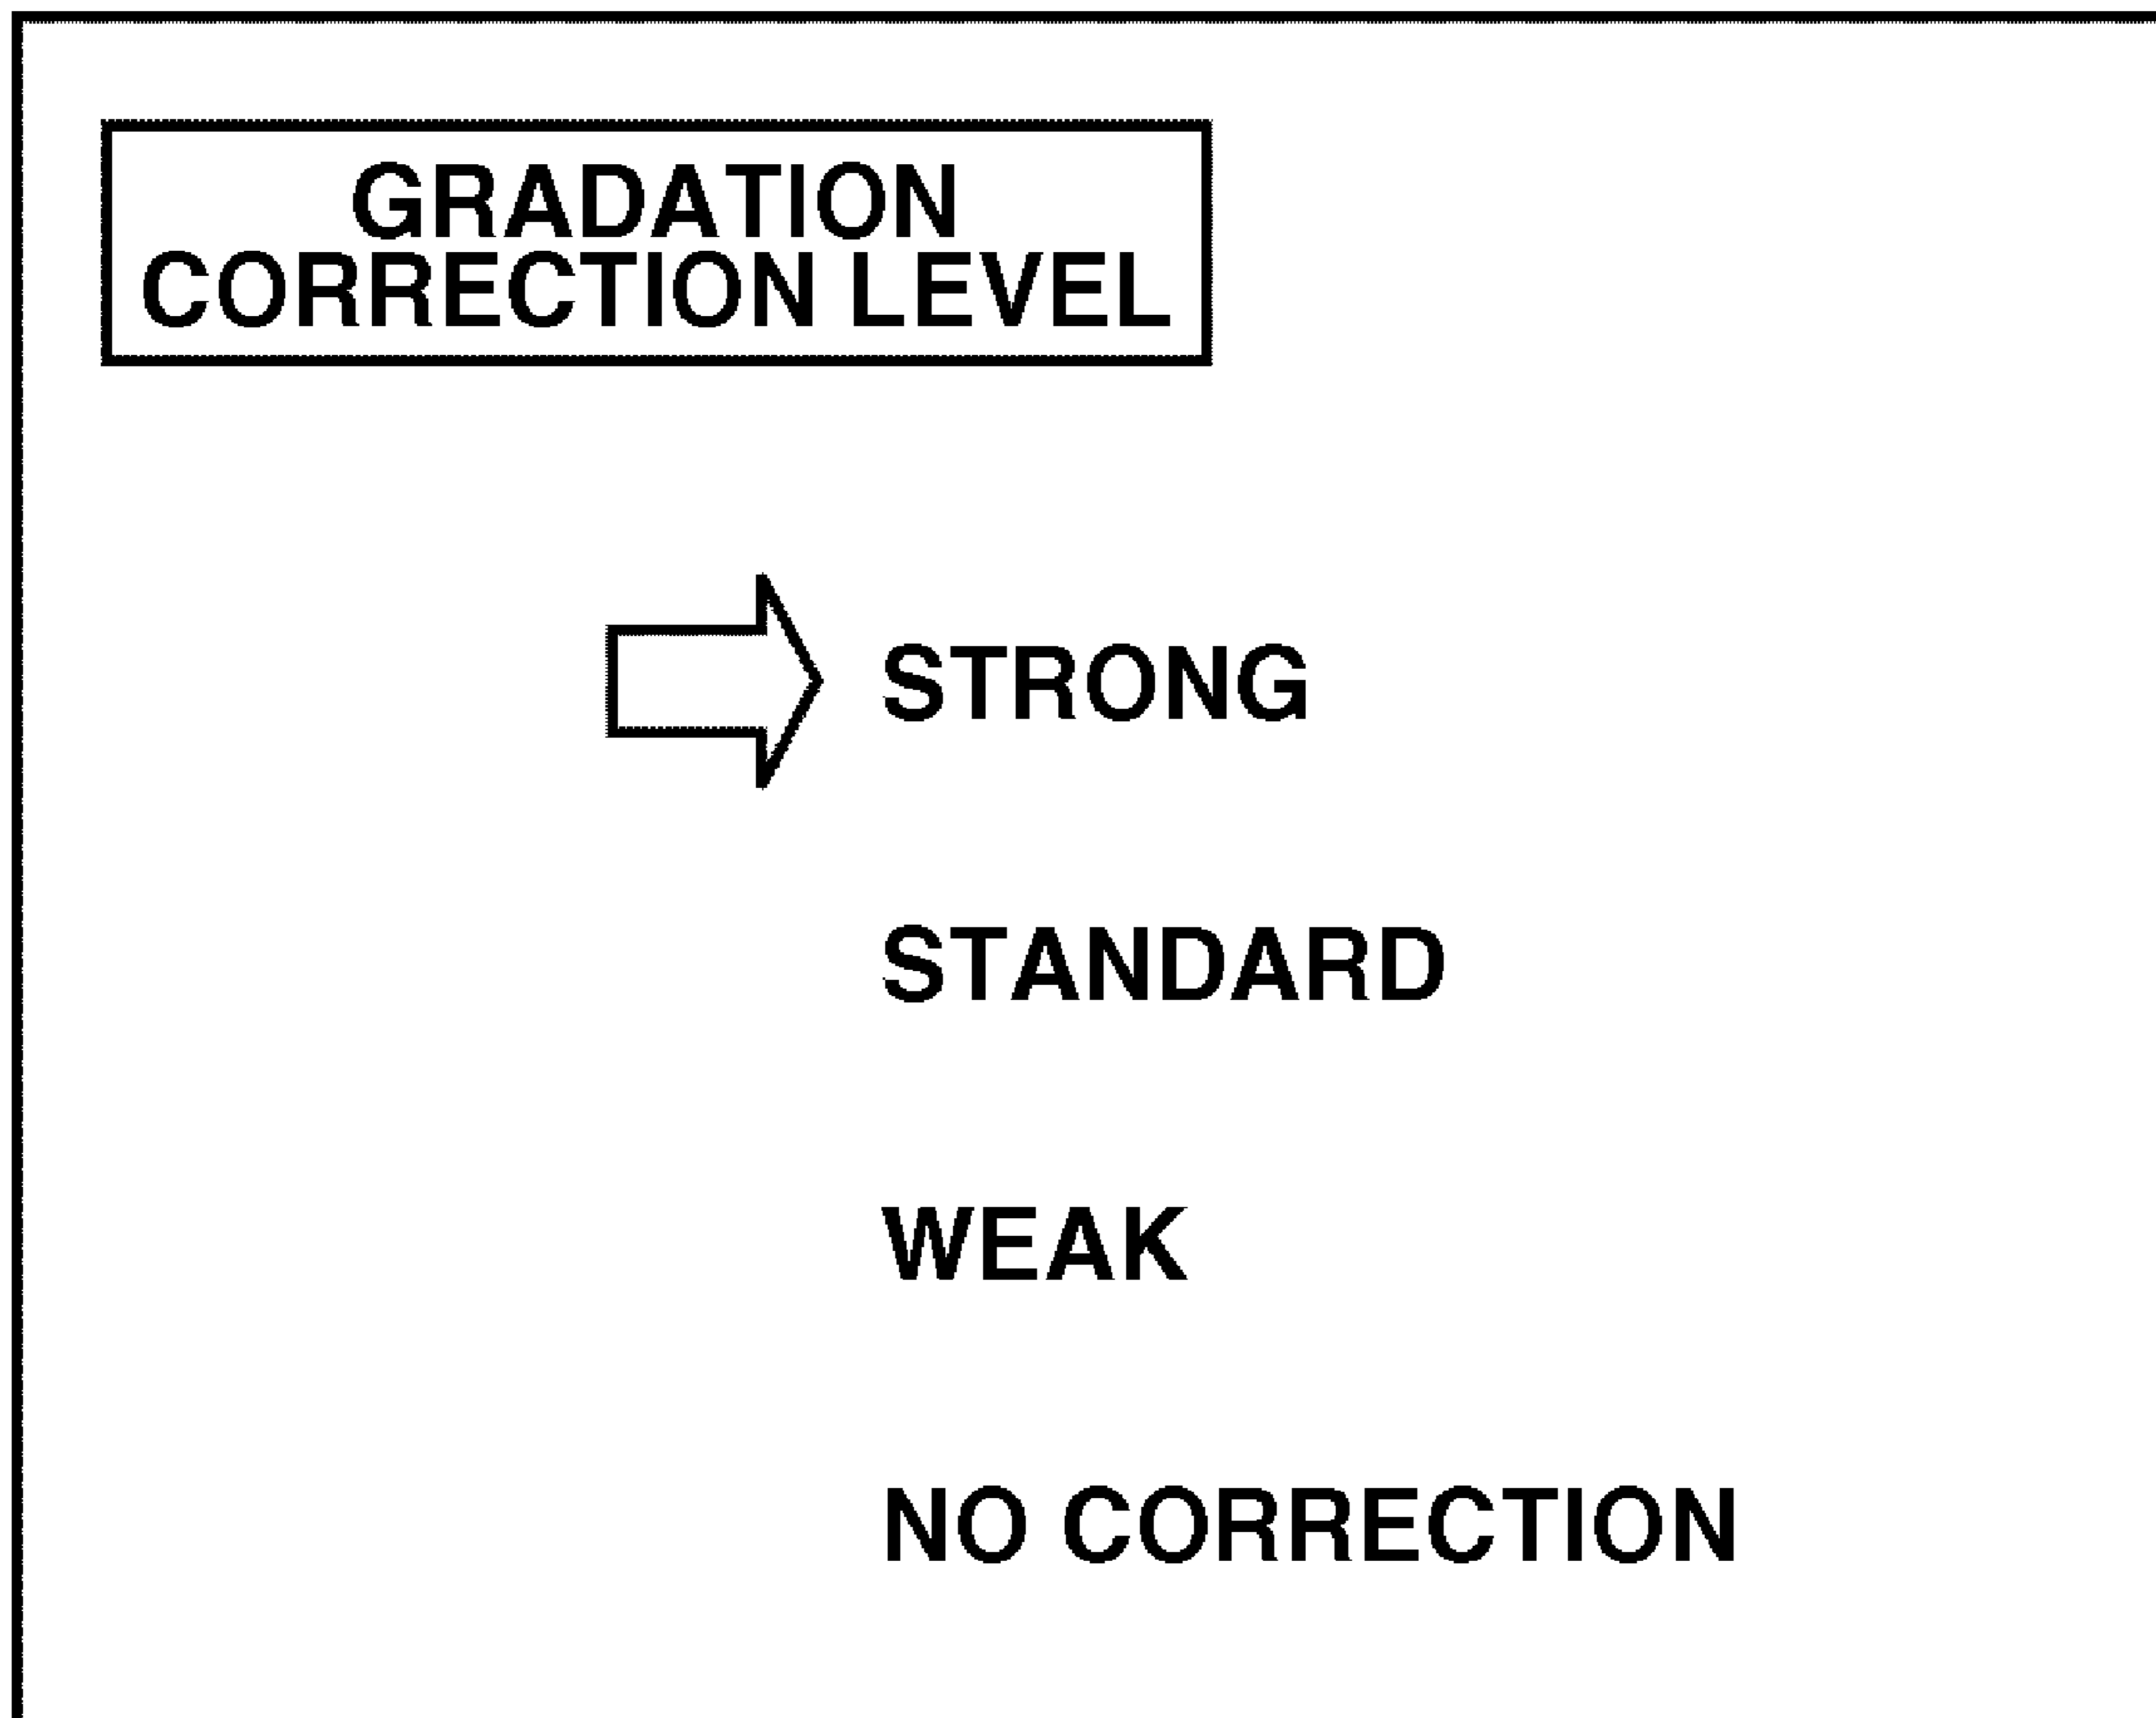 GRADATION
CORRECTION LEVEL
STRONG
STANDARD
WEAK
NO CORRECTION